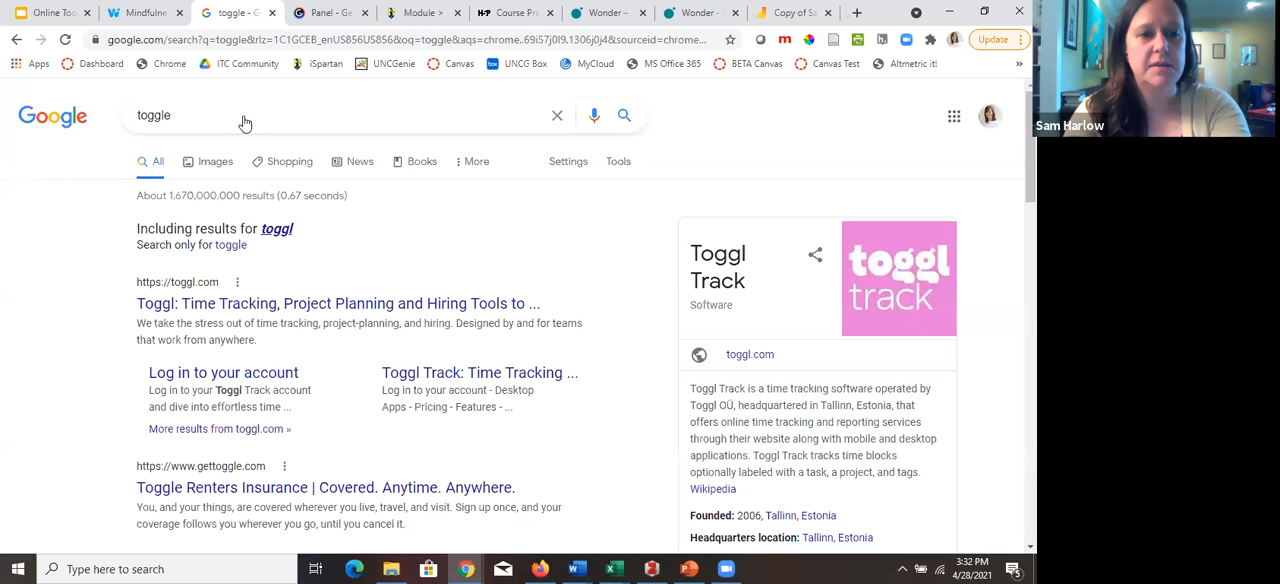 Online Tool
Mindfulne
toggle - G
Panel - Ge
Module >
H5P Course Pre
Wonder –
Wonder -
Copy of Sa
google.com/search?q=toggle&rlz=1C1GCEB_enUS856US856&oq=toggle&aqs=chrome..69i57j0l9.1306j0j4&sourceid=chrome...
Update
Apps Dashboard Chrome ITC Community iSpartan UNCGenie Canvas UNCG Box MyCloud MS Office 365 BETA Canvas Canvas Test Altmetric it! »
Sam Harlow
Google
toggle
All Images Shopping News Books More Settings Tools
About 1,670,000,000 results (0.67 seconds)
Including results for toggl
Search only for toggle
https://toggl.com
Toggl: Time Tracking, Project Planning and Hiring Tools to ...
We take the stress out of time tracking, project-planning, and hiring. Designed by and for teams
that work from anywhere.
Log in to your account
Log in to your Toggl Track account
and dive into effortless time ...
Toggl Track: Time Tracking ...
Log in to your account - Desktop
Apps - Pricing - Features - ...
More results from toggl.com »
https://www.gettoggle.com
Toggle Renters Insurance | Covered. Anytime. Anywhere.
You, and your things, are covered wherever you live, travel, and visit. Sign up once, and your
coverage follows you wherever you go, until you cancel it.
Toggl
Track
Software
toggl
track
toggl.com
Toggl Track is a time tracking software operated by
Toggl OÜ, headquartered in Tallinn, Estonia, that
offers online time tracking and reporting services
through their website along with mobile and desktop
applications. Toggl Track tracks time blocks
optionally labeled with a task, a project, and tags.
Wikipedia
Founded: 2006, Tallinn, Estonia
Headquarters location: Tallinn, Estonia
Type here to search
3:32 PM
4/28/2021
5